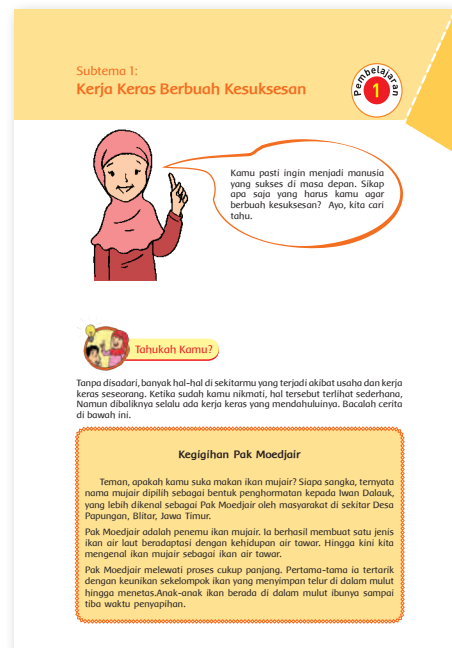 Subtema 1:
Kerja Keras Berbuah Kesuksesan
Pembelajaran
1
Kamu pasti ingin menjadi manusia
yang sukses di masa depan. Sikap
apa saja yang harus kamu agar
berbuah kesuksesan? Ayo, kita cari
tahu.
Tahukah Kamu?
Tanpa disadari, banyak hal-hal di sekitarmu yang terjadi akibat usaha dan kerja
keras seseorang. Ketika sudah kamu nikmati, hal tersebut terlihat sederhana,
Namun dibaliknya selalu ada kerja keras yang mendahuluinya. Bacalah cerita
di bawah ini.
Kegigihan Pak Moedjair
Teman, apakah kamu suka makan ikan mujair? Siapa sangka, ternyata
nama mujair dipilih sebagai bentuk penghormatan kepada Iwan Dalauk,
yang lebih dikenal sebagai Pak Moedjair oleh masyarakat di sekitar Desa
Papungan, Blitar, Jawa Timur.
Pak Moedjair adalah penemu ikan mujair. Ia berhasil membuat satu jenis
ikan air laut beradaptasi dengan kehidupan air tawar. Hingga kini kita
mengenal ikan mujair sebagai ikan air tawar.
Pak Moedjair melewati proses cukup panjang. Pertama-tama ia tertarik
dengan keunikan sekelompok ikan yang menyimpan telur di dalam mulut
hingga menetas.Anak-anak ikan berada di dalam mulut ibunya sampai
tiba waktu penyapihan.